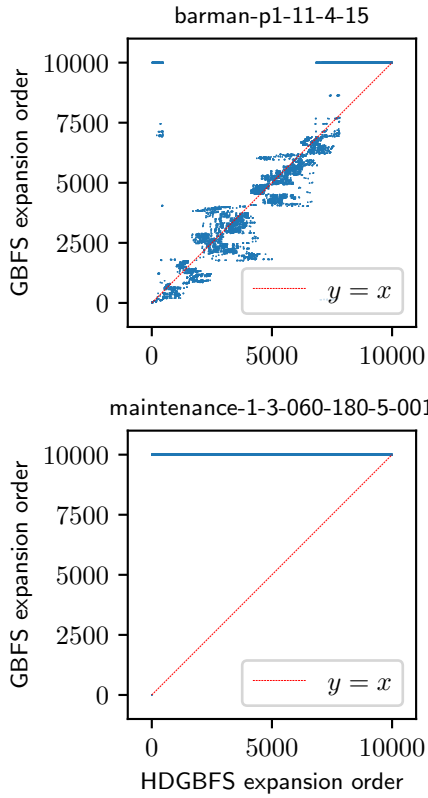 barman-p1-11-4-15
GBFS expansion order
10000
7500
5000
2500
0
y = x
0 5000 10000
maintenance-1-3-060-180-5-001
GBFS expansion order
10000
7500
5000
2500
0
y = x
0 5000 10000
HDGBFS expansion order